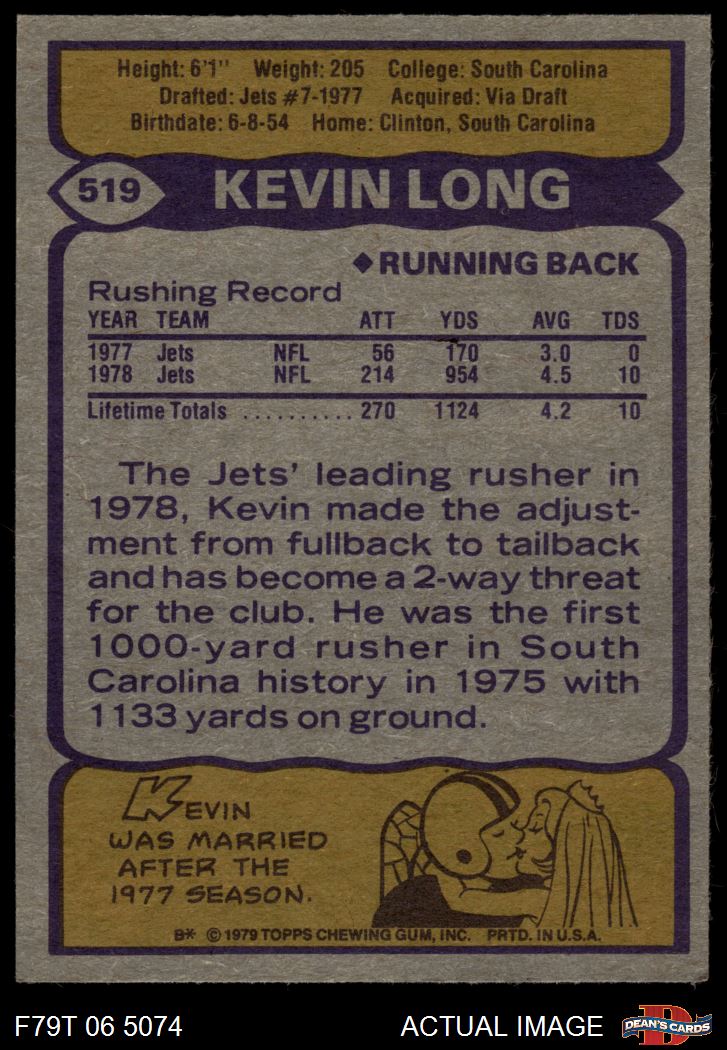 Height: 6'1" Weight: 205 College: South Carolina
Drafted: Jets #7-1977 Acquired: Via Draft
Birthdate: 6-8-54 Home: Clinton, South Carolina
519 KEVIN LONG
◆RUNNING BACK
Rushing Record
YEAR TEAM ATT YDS AVG TDS
1977 Jets NFL 56 170 3.0 0
1978 Jets NFL 214 954 4.5 10
Lifetime Totals .......... 270 1124 4.2 10
The Jets' leading rusher in
1978, Kevin made the adjust-
ment from fullback to tailback
and has become a 2-way threat
for the club. He was the first
1000-yard rusher in South
Carolina history in 1975 with
1133 yards on ground.
KEVIN
WAS MARRIED
AFTER THE
1977 SEASON.
B* © 1979 TOPPS CHEWING GUM, INC. PRTD. IN U.S.A.
F79T 06 5074 ACTUAL IMAGE D DEAN'S CARDS